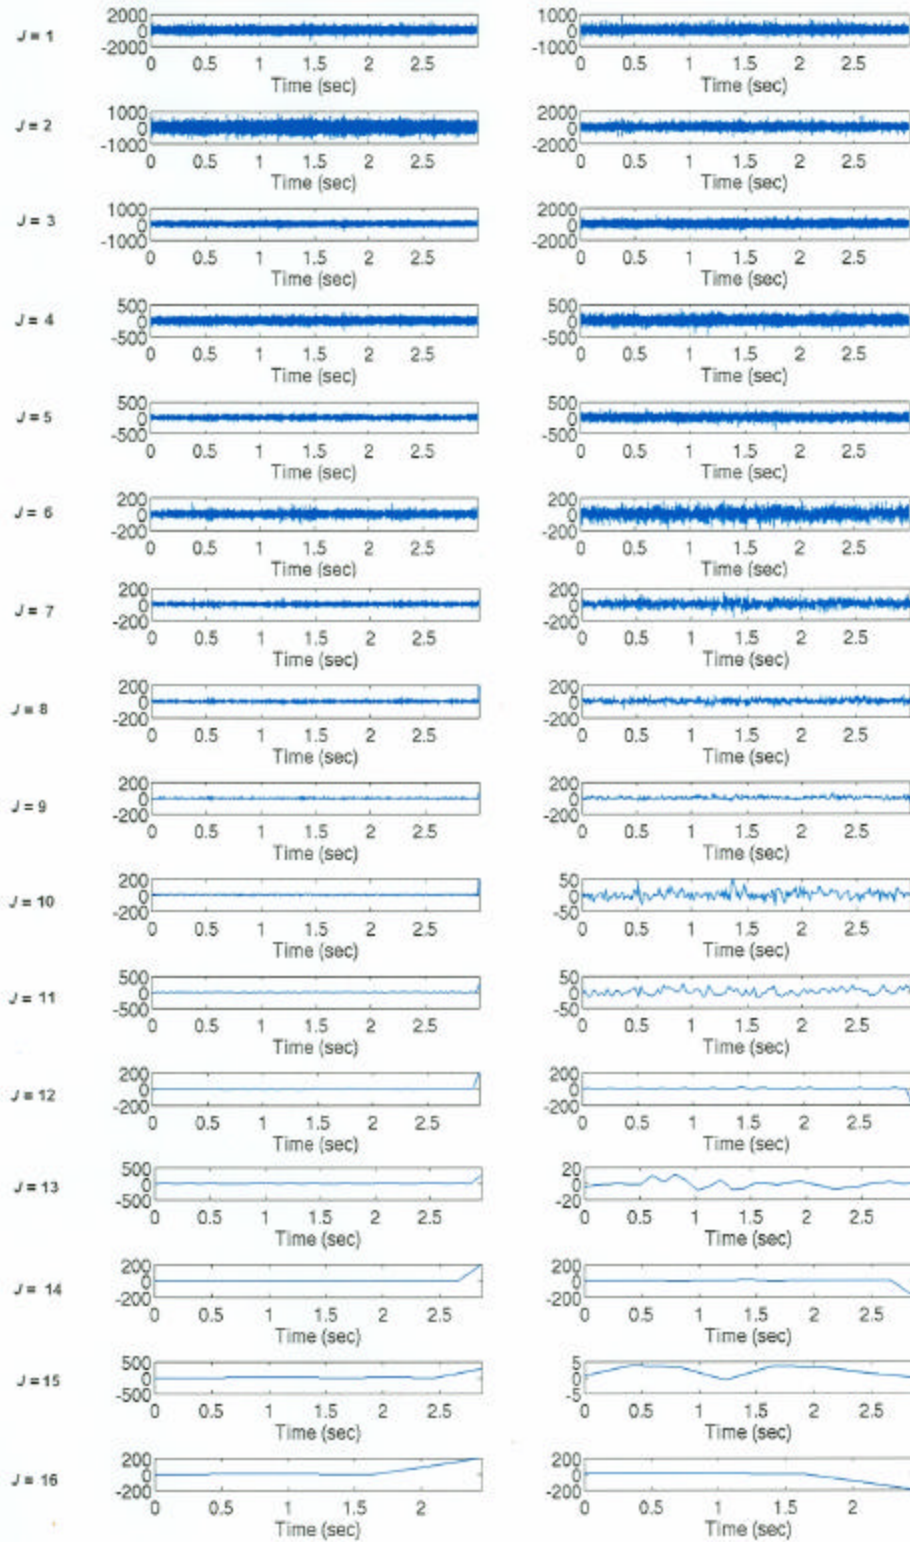 2000 1000
J = 1 0 0
-2000 -1000
0 0.5 1 1.5 2 2.5 0 0.5 1 1.5 2 2.5
Time (sec) Time (sec)
1000 2000
J = 2 0 0
-1000 -2000
0 0.5 1 1.5 2 2.5 0 0.5 1 1.5 2 2.5
Time (sec) Time (sec)
1000 2000
J = 3 0 0
-1000 -2000
0 0.5 1 1.5 2 2.5 0 0.5 1 1.5 2 2.5
Time (sec) Time (sec)
500 500
J = 4 0 0
-500 -500
0 0.5 1 1.5 2 2.5 0 0.5 1 1.5 2 2.5
Time (sec) Time (sec)
500 500
J = 5 0 0
-500 -500
0 0.5 1 1.5 2 2.5 0 0.5 1 1.5 2 2.5
Time (sec) Time (sec)
200 200
J = 6 0 0
-200 -200
0 0.5 1 1.5 2 2.5 0 0.5 1 1.5 2 2.5
Time (sec) Time (sec)
200 200
J = 7 0 0
-200 -200
0 0.5 1 1.5 2 2.5 0 0.5 1 1.5 2 2.5
Time (sec) Time (sec)
200 200
J = 8 0 0
-200 -200
0 0.5 1 1.5 2 2.5 0 0.5 1 1.5 2 2.5
Time (sec) Time (sec)
200 200
J = 9 0 0
-200 -200
0 0.5 1 1.5 2 2.5 0 0.5 1 1.5 2 2.5
Time (sec) Time (sec)
200 50
J = 10 0 0
-200 -50
0 0.5 1 1.5 2 2.5 0 0.5 1 1.5 2 2.5
Time (sec) Time (sec)
500 50
J = 11 0 0
-500 -50
0 0.5 1 1.5 2 2.5 0 0.5 1 1.5 2 2.5
Time (sec) Time (sec)
200 200
J = 12 0 0
-200 -200
0 0.5 1 1.5 2 2.5 0 0.5 1 1.5 2 2.5
Time (sec) Time (sec)
500 20
J = 13 0 0
-500 -20
0 0.5 1 1.5 2 2.5 0 0.5 1 1.5 2 2.5
Time (sec) Time (sec)
200 200
J = 14 0 0
-200 -200
0 0.5 1 1.5 2 2.5 0 0.5 1 1.5 2 2.5
Time (sec) Time (sec)
500 5
J = 15 0 0
-500 -5
0 0.5 1 1.5 2 2.5 0 0.5 1 1.5 2 2.5
Time (sec) Time (sec)
200 200
J = 16 0 0
-200 -200
0 0.5 1 1.5 2 0 0.5 1 1.5 2
Time (sec) Time (sec)